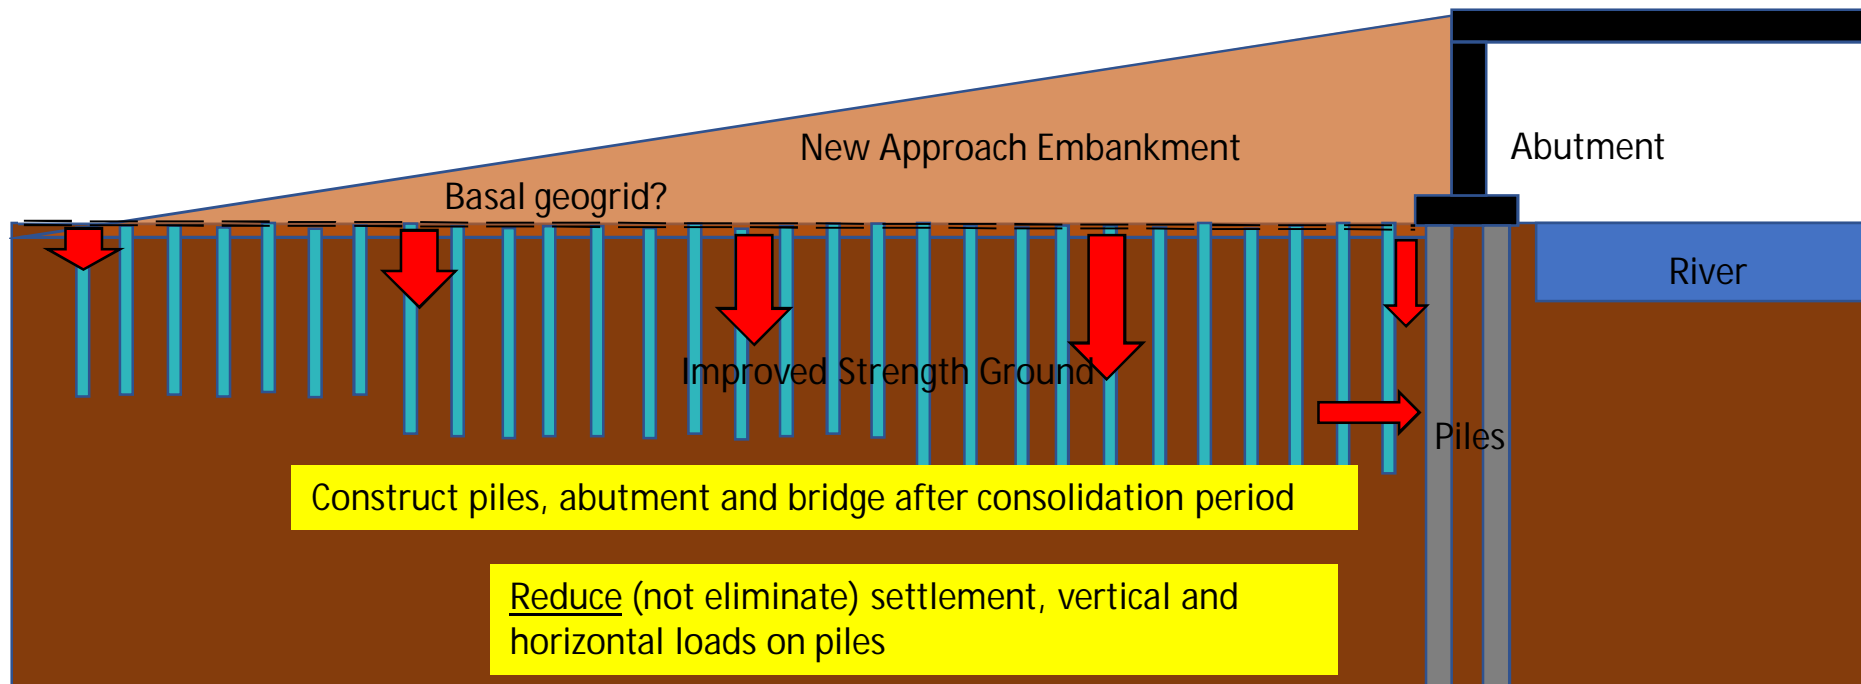 New Approach Embankment
Abutment
Basal geogrid?
River
Improved Strength Ground
Piles
Construct piles, abutment and bridge after consolidation period
Reduce (not eliminate) settlement, vertical and
horizontal loads on piles